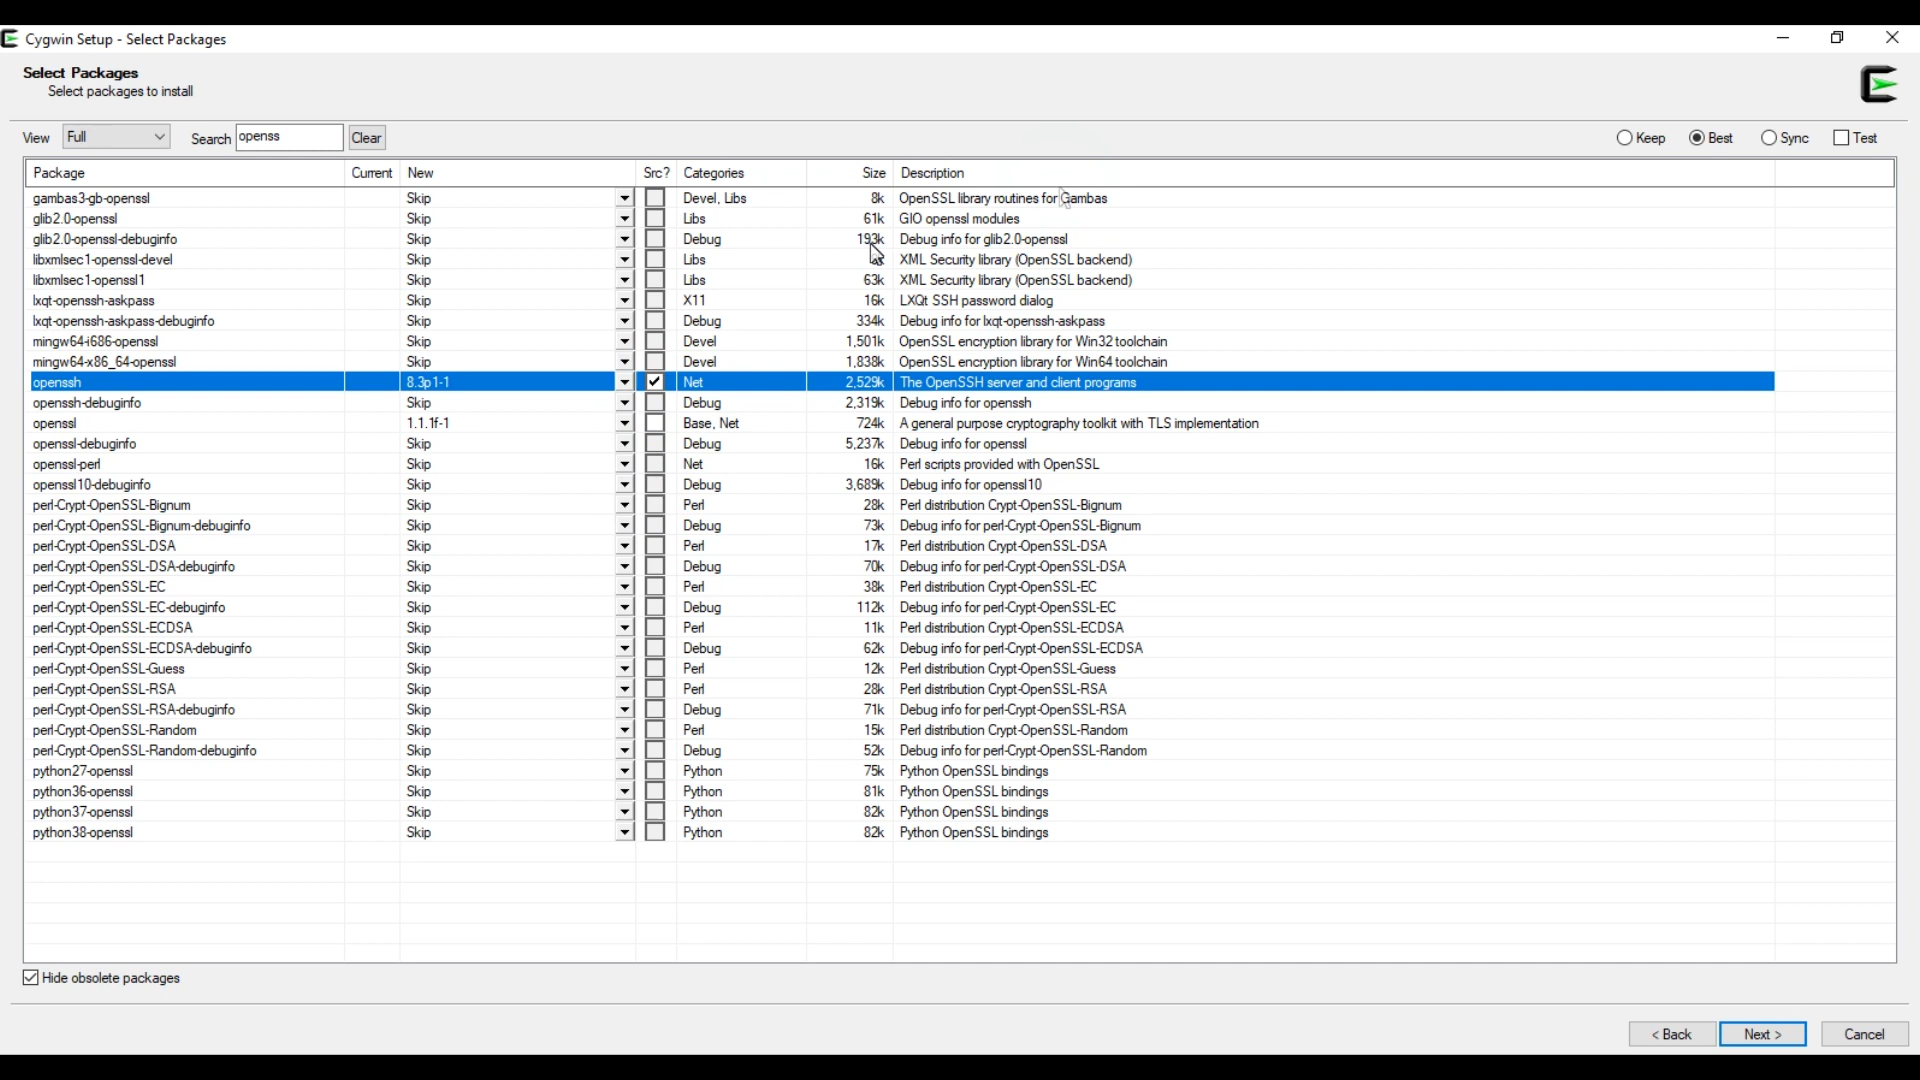 Cygwin Setup - Select Packages
Select Packages
Select packages to install
View Full Search openss Clear Keep Best Sync Test
Package Current New Src? Categories Size Description
gambas3-gb-openssl Skip Devel, Libs 8k OpenSSL library routines for Gambas
glib2.0-openssl Skip Libs 61k GIO openssl modules
glib2.0-openssl-debuginfo Skip Debug 193k Debug info for glib2.0-openssl
libxmlsec1-openssl-devel Skip Libs XML Security library (OpenSSL backend)
libxmlsec1-openssl1 Skip Libs 63k XML Security library (OpenSSL backend)
lxqt-openssh-askpass Skip X11 16k LXQt SSH password dialog
lxqt-openssh-askpass-debuginfo Skip Debug 334k Debug info for lxqt-openssh-askpass
mingw64-i686-openssl Skip Devel 1,501k OpenSSL encryption library for Win32 toolchain
mingw64-x86_64-openssl Skip Devel 1,838k OpenSSL encryption library for Win64 toolchain
openssh 8.3p1-1 Net 2,529k The OpenSSH server and client programs
openssh-debuginfo Skip Debug 2,319k Debug info for openssh
openssl 1.1.1f-1 Base, Net 724k A general purpose cryptography toolkit with TLS implementation
openssl-debuginfo Skip Debug 5,237k Debug info for openssl
openssl-perl Skip Net 16k Perl scripts provided with OpenSSL
openssl10-debuginfo Skip Debug 3,689k Debug info for openssl10
perl-Crypt-OpenSSL-Bignum Skip Perl 28k Perl distribution Crypt-OpenSSL-Bignum
perl-Crypt-OpenSSL-Bignum-debuginfo Skip Debug 73k Debug info for perl-Crypt-OpenSSL-Bignum
perl-Crypt-OpenSSL-DSA Skip Perl 17k Perl distribution Crypt-OpenSSL-DSA
perl-Crypt-OpenSSL-DSA-debuginfo Skip Debug 70k Debug info for perl-Crypt-OpenSSL-DSA
perl-Crypt-OpenSSL-EC Skip Perl 38k Perl distribution Crypt-OpenSSL-EC
perl-Crypt-OpenSSL-EC-debuginfo Skip Debug 112k Debug info for perl-Crypt-OpenSSL-EC
perl-Crypt-OpenSSL-ECDSA Skip Perl 11k Perl distribution Crypt-OpenSSL-ECDSA
perl-Crypt-OpenSSL-ECDSA-debuginfo Skip Debug 62k Debug info for perl-Crypt-OpenSSL-ECDSA
perl-Crypt-OpenSSL-Guess Skip Perl 12k Perl distribution Crypt-OpenSSL-Guess
perl-Crypt-OpenSSL-RSA Skip Perl 28k Perl distribution Crypt-OpenSSL-RSA
perl-Crypt-OpenSSL-RSA-debuginfo Skip Debug 71k Debug info for perl-Crypt-OpenSSL-RSA
perl-Crypt-OpenSSL-Random Skip Perl 15k Perl distribution Crypt-OpenSSL-Random
perl-Crypt-OpenSSL-Random-debuginfo Skip Debug 52k Debug info for perl-Crypt-OpenSSL-Random
python27-openssl Skip Python 75k Python OpenSSL bindings
python36-openssl Skip Python 81k Python OpenSSL bindings
python37-openssl Skip Python 82k Python OpenSSL bindings
python38-openssl Skip Python 82k Python OpenSSL bindings
Hide obsolete packages
< Back Next > Cancel